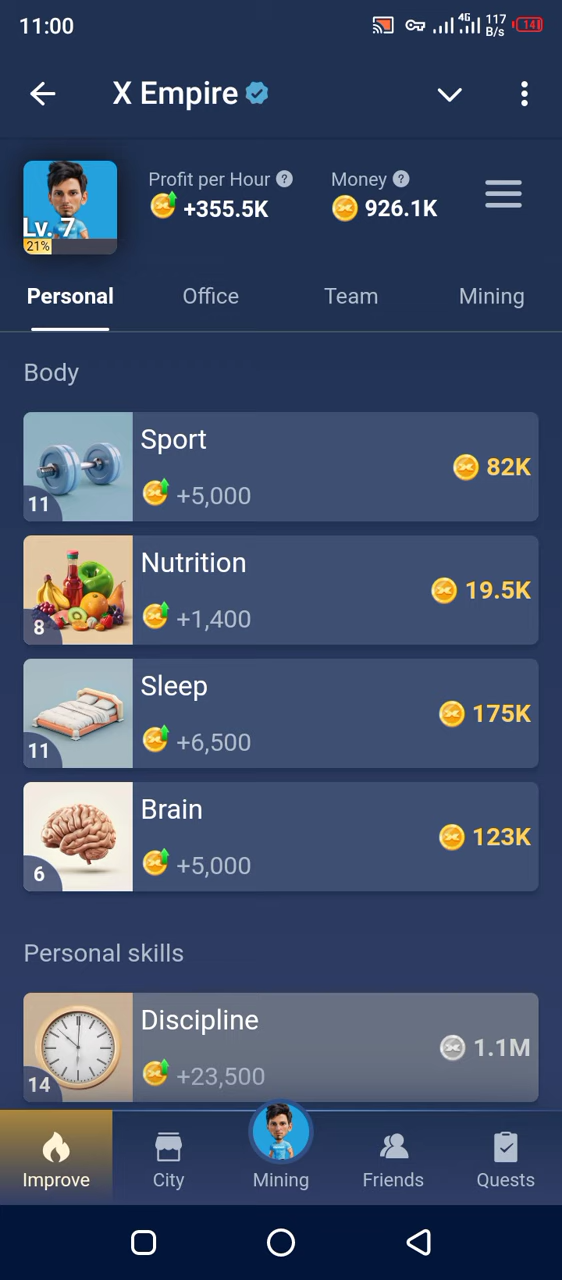 11:00
4G 117 B/s 14
X Empire
Profit per Hour ? Money ?
+355.5K 926.1K
Lv. 7
21%
Personal Office Team Mining
Body
Sport
82K
+5,000
11
Nutrition
19.5K
+1,400
8
Sleep
175K
+6,500
11
Brain
123K
+5,000
6
Personal skills
Discipline
1.1M
+23,500
14
Improve City Mining Friends Quests